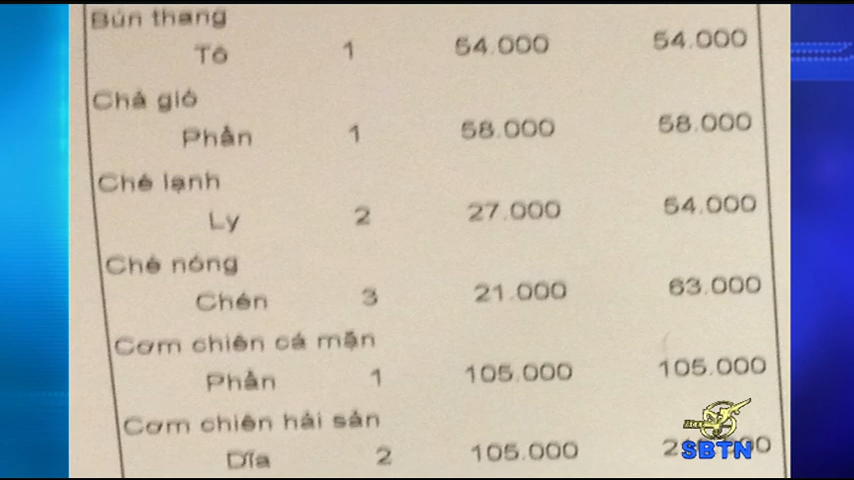 Bún thang
Tô 1 54.000 54.000
Chả giò
Phần 1 58.000 58.000
Chè lạnh
Ly 2 27.000 54.000
Chè nóng
Chén 3 21.000 63.000
Cơm chiên cá mặn
Phần 1 105.000 105.000
Cơm chiên hải sản
Dĩa 2 105.000
SBTN